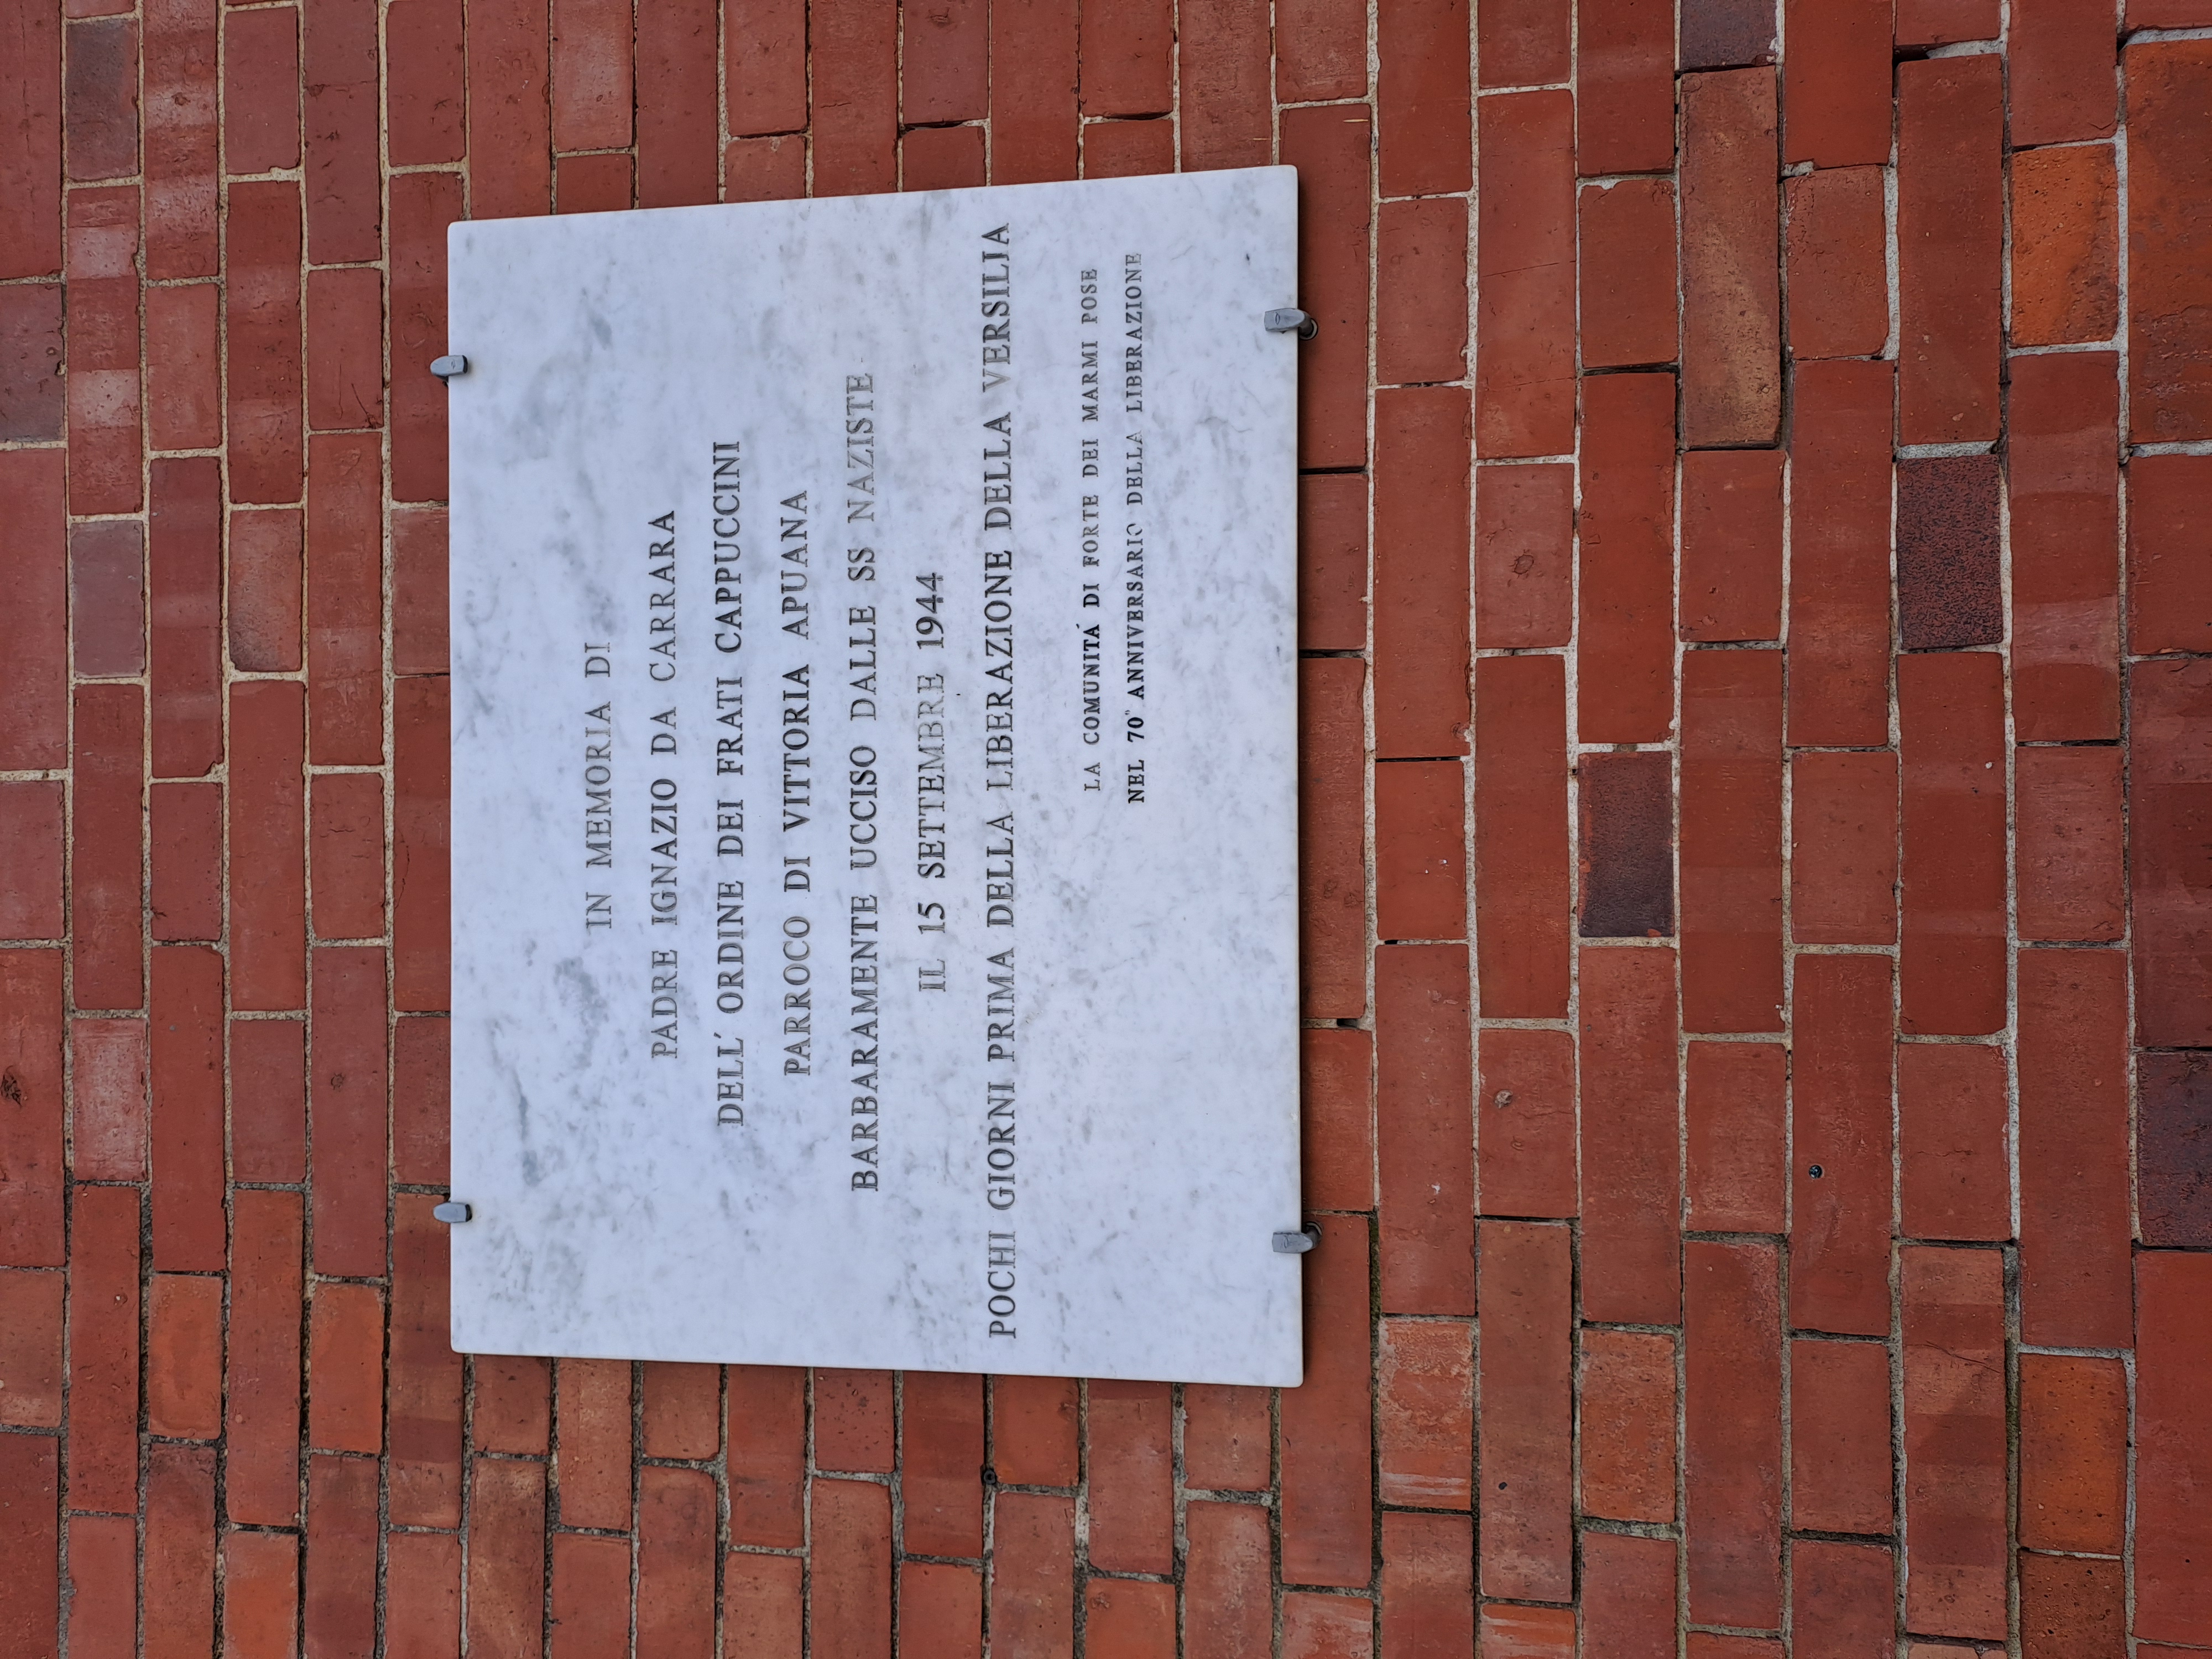 IN MEMORIA DI
PADRE IGNAZIO DA CARRARA
DELL' ORDINE DEI FRATI CAPPUCCINI
PARROCO DI VITTORIA APUANA
BARBARAMENTE UCCISO DALLE SS NAZISTE
IL 15 SETTEMBRE 1944
POCHI GIORNI PRIMA DELLA LIBERAZIONE DELLA VERSILIA
LA COMUNITA' DI FORTE DEI MARMI POSE
NEL 70° ANNIVERSARIO DELLA LIBERAZIONE